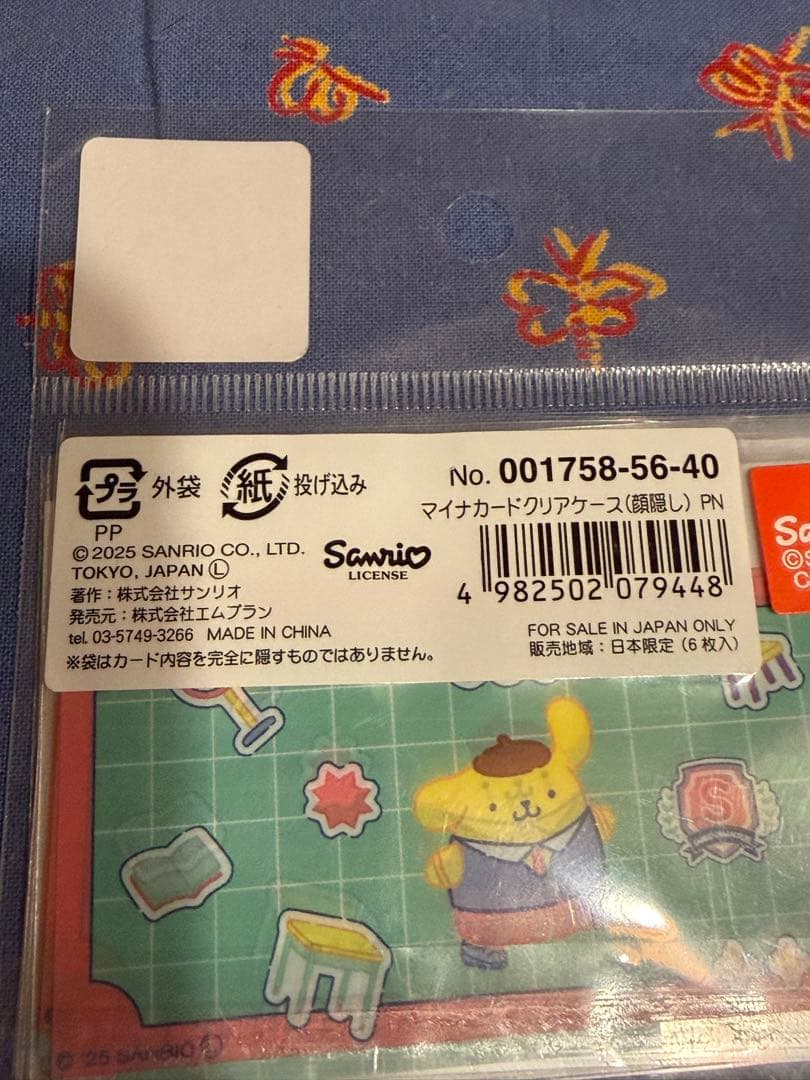 プラ 外袋
PP
紙 投げ込み
No. 001758-56-40
マイナカードクリアケース(顔隠し) PN
©2025 SANRIO CO., LTD.
TOKYO, JAPAN Ⓛ
Sanrio
LICENSE
著作：株式会社サンリオ
発売元：株式会社エムプラン
tel. 03-5749-3266 MADE IN CHINA
※袋はカード内容を完全に隠すものではありません。
4 982502 079448
FOR SALE IN JAPAN ONLY
販売地域：日本限定（6枚入）
S
© '25 SANRIO Ⓛ